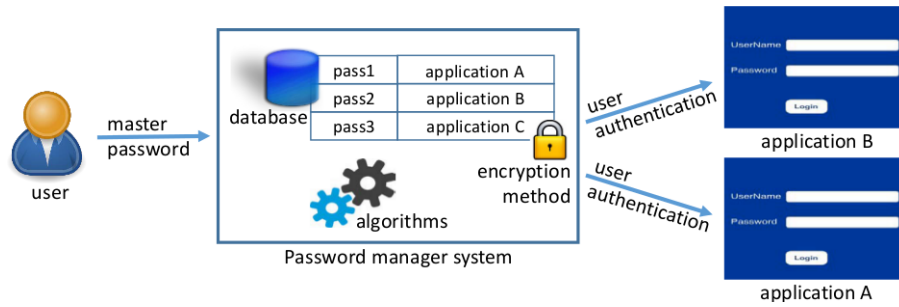 user
master
password
database
pass1 application A
pass2 application B
pass3 application C
algorithms
encryption
method
Password manager system
user
authentication
UserName
Password
Login
application B
user
authentication
UserName
Password
Login
application A